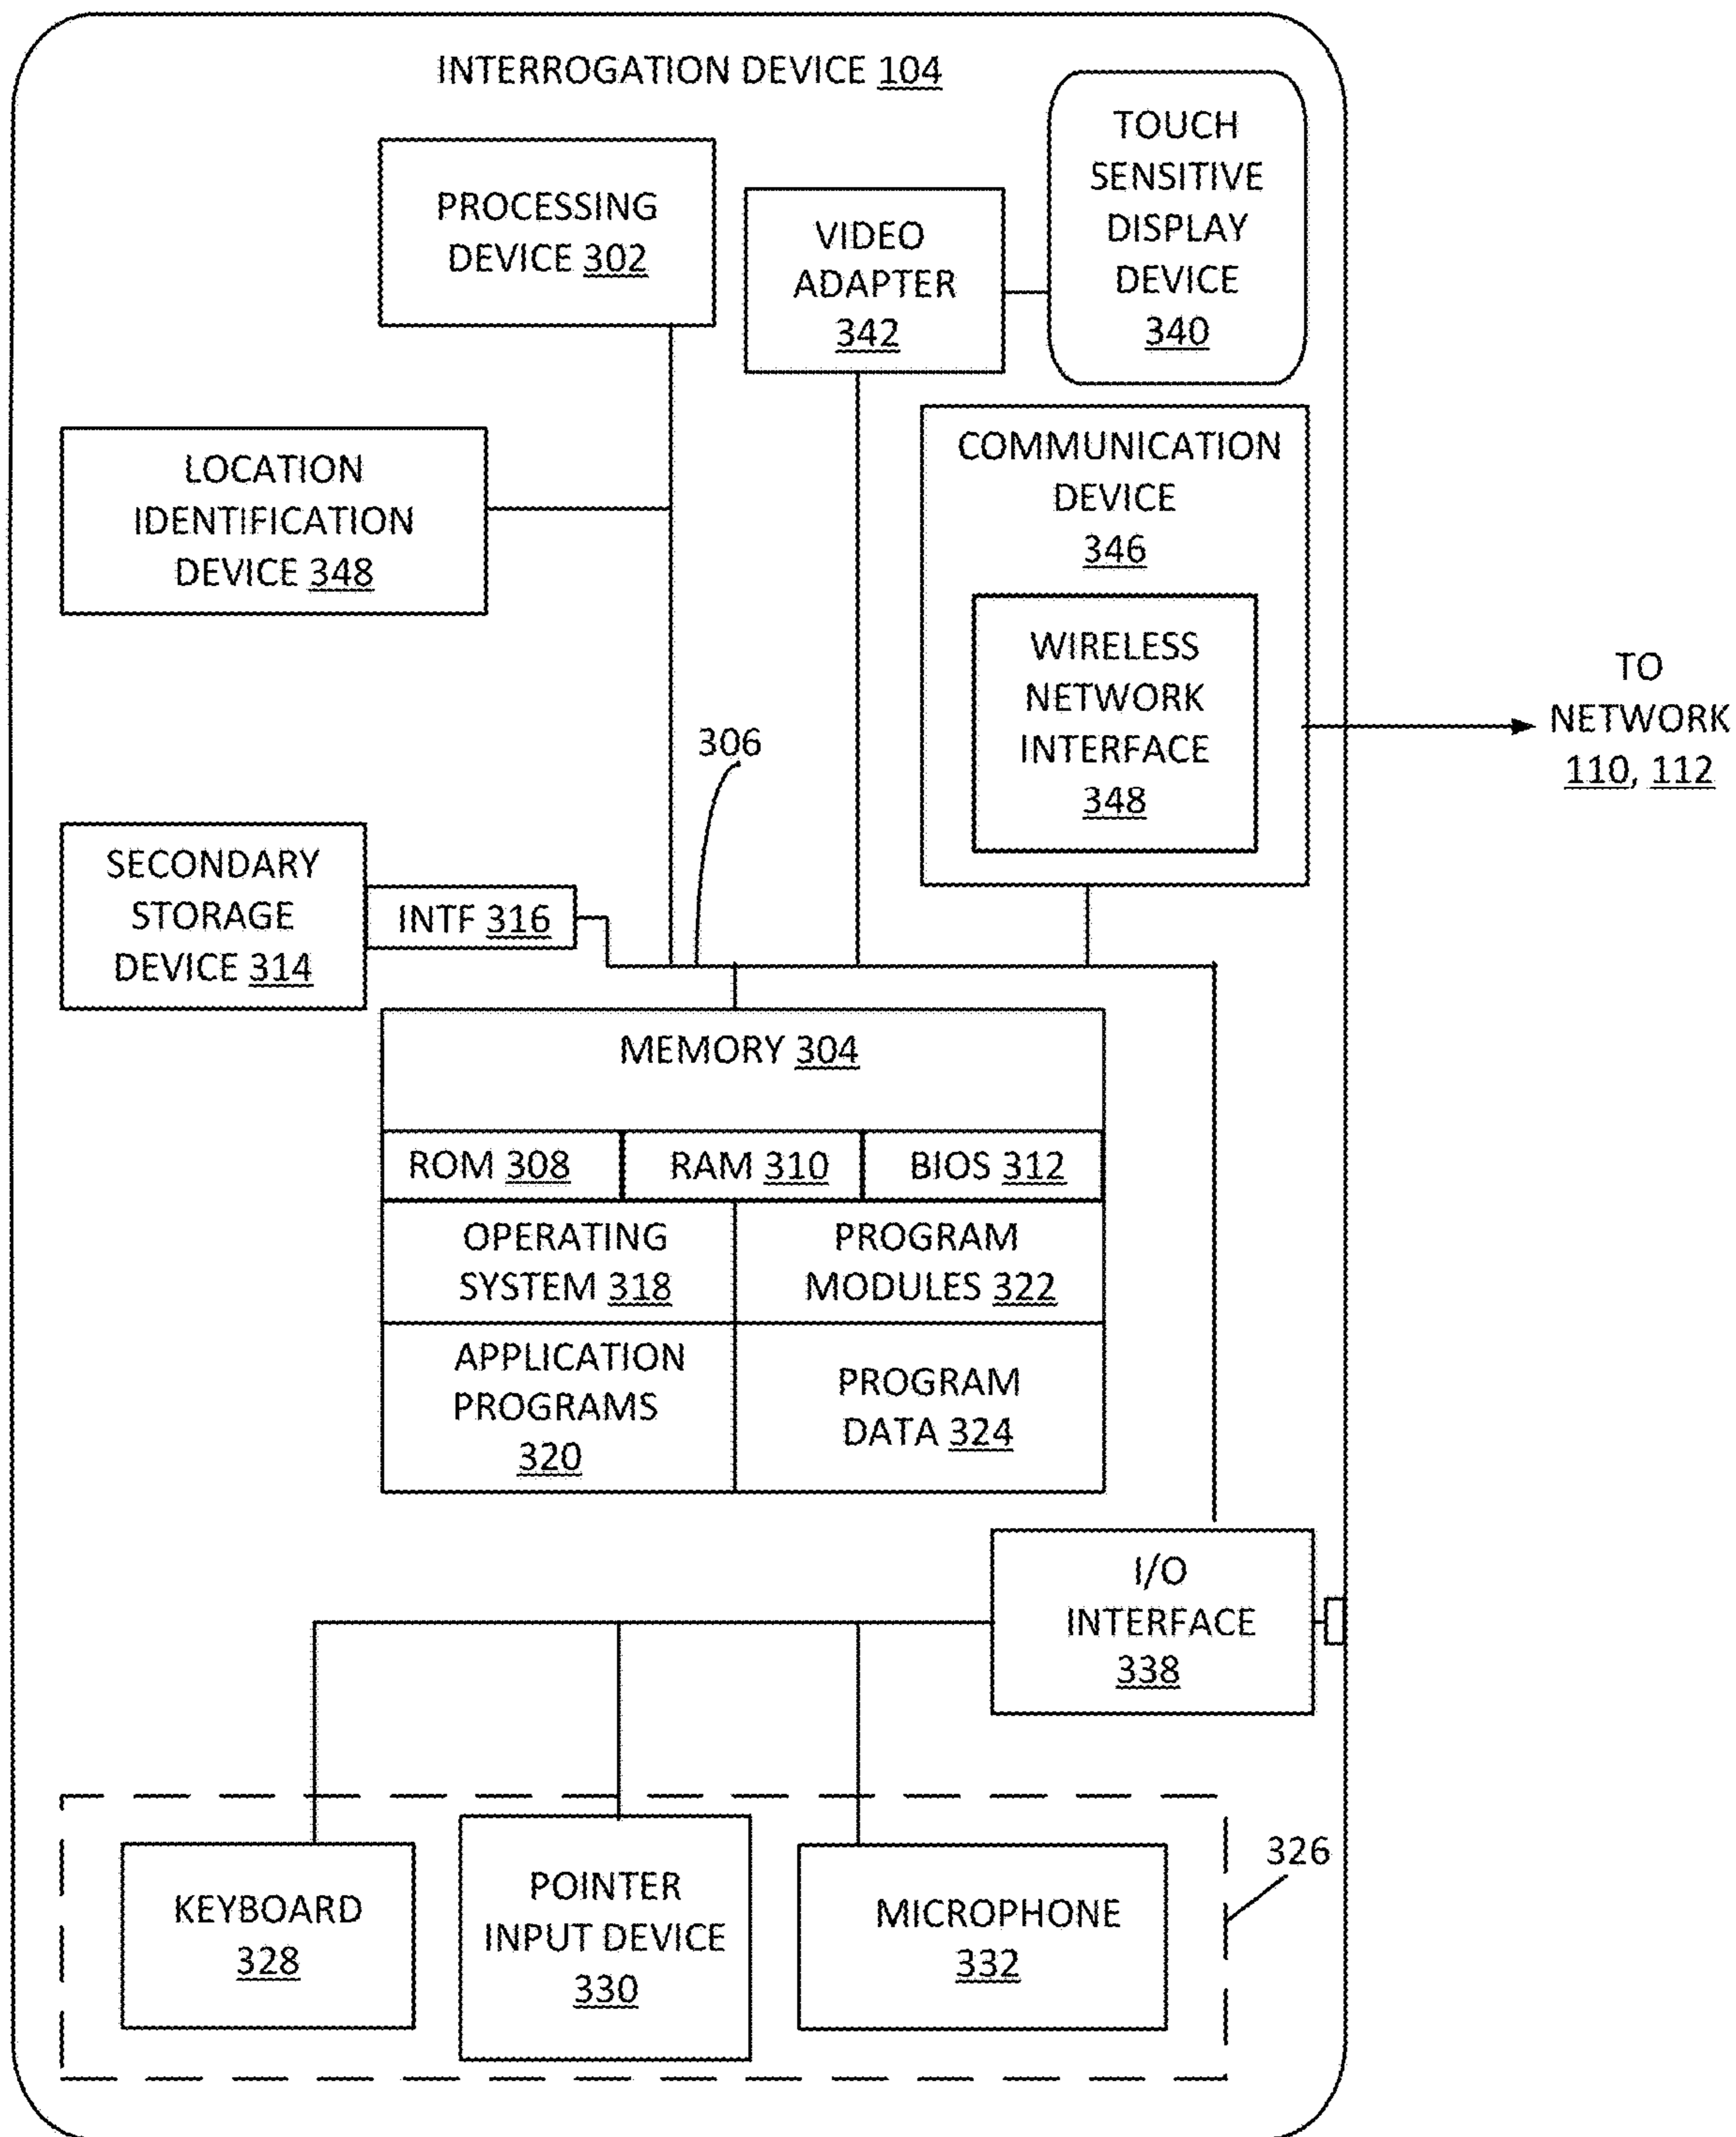 INTERROGATION DEVICE 104
PROCESSING
DEVICE 302
VIDEO
ADAPTER
342
TOUCH
SENSITIVE
DISPLAY
DEVICE
340
LOCATION
IDENTIFICATION
DEVICE 348
COMMUNICATION
DEVICE
346
WIRELESS
NETWORK
INTERFACE
348
TO
NETWORK
110, 112
306
SECONDARY
STORAGE
DEVICE 314
INTF 316
MEMORY 304
ROM 308
RAM 310
BIOS 312
OPERATING
SYSTEM 318
PROGRAM
MODULES 322
APPLICATION
PROGRAMS
320
PROGRAM
DATA 324
I/O
INTERFACE
338
326
KEYBOARD
328
POINTER
INPUT DEVICE
330
MICROPHONE
332